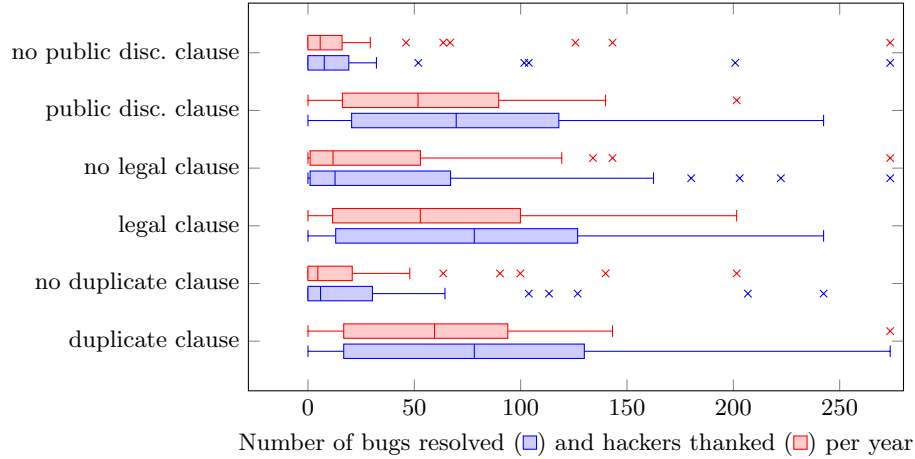 no public disc. clause
public disc. clause
no legal clause
legal clause
no duplicate clause
duplicate clause
0 50 100 150 200 250
Number of bugs resolved ( ) and hackers thanked ( ) per year